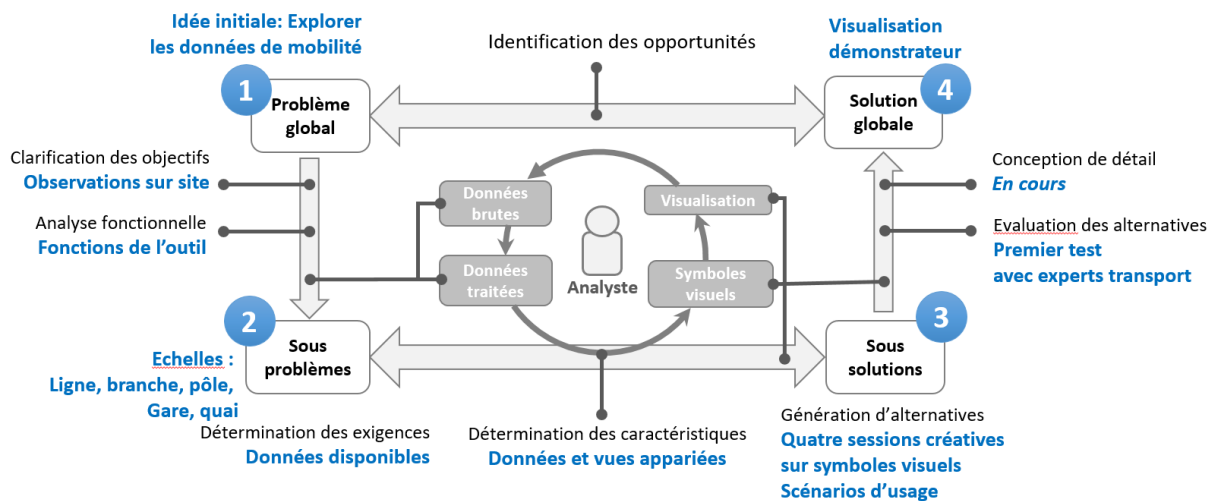 Idée initiale: Explorer
les données de mobilité
1
Problème
global
Identification des opportunités
Visualisation
démonstrateur
4
Solution
globale
Clarification des objectifs
Observations sur site
Analyse fonctionnelle
Fonctions de l’outil
Données
brutes
Données
traitées
Analyste
Visualisation
Symboles
visuels
Conception de détail
En cours
Evaluation des alternatives
Premier test
avec experts transport
2
Sous
problèmes
Echelles :
Ligne, branche, pôle,
Gare, quai
3
Sous
solutions
Détermination des exigences
Données disponibles
Détermination des caractéristiques
Données et vues appariées
Génération d’alternatives
Quatre sessions créatives
sur symboles visuels
Scénarios d’usage